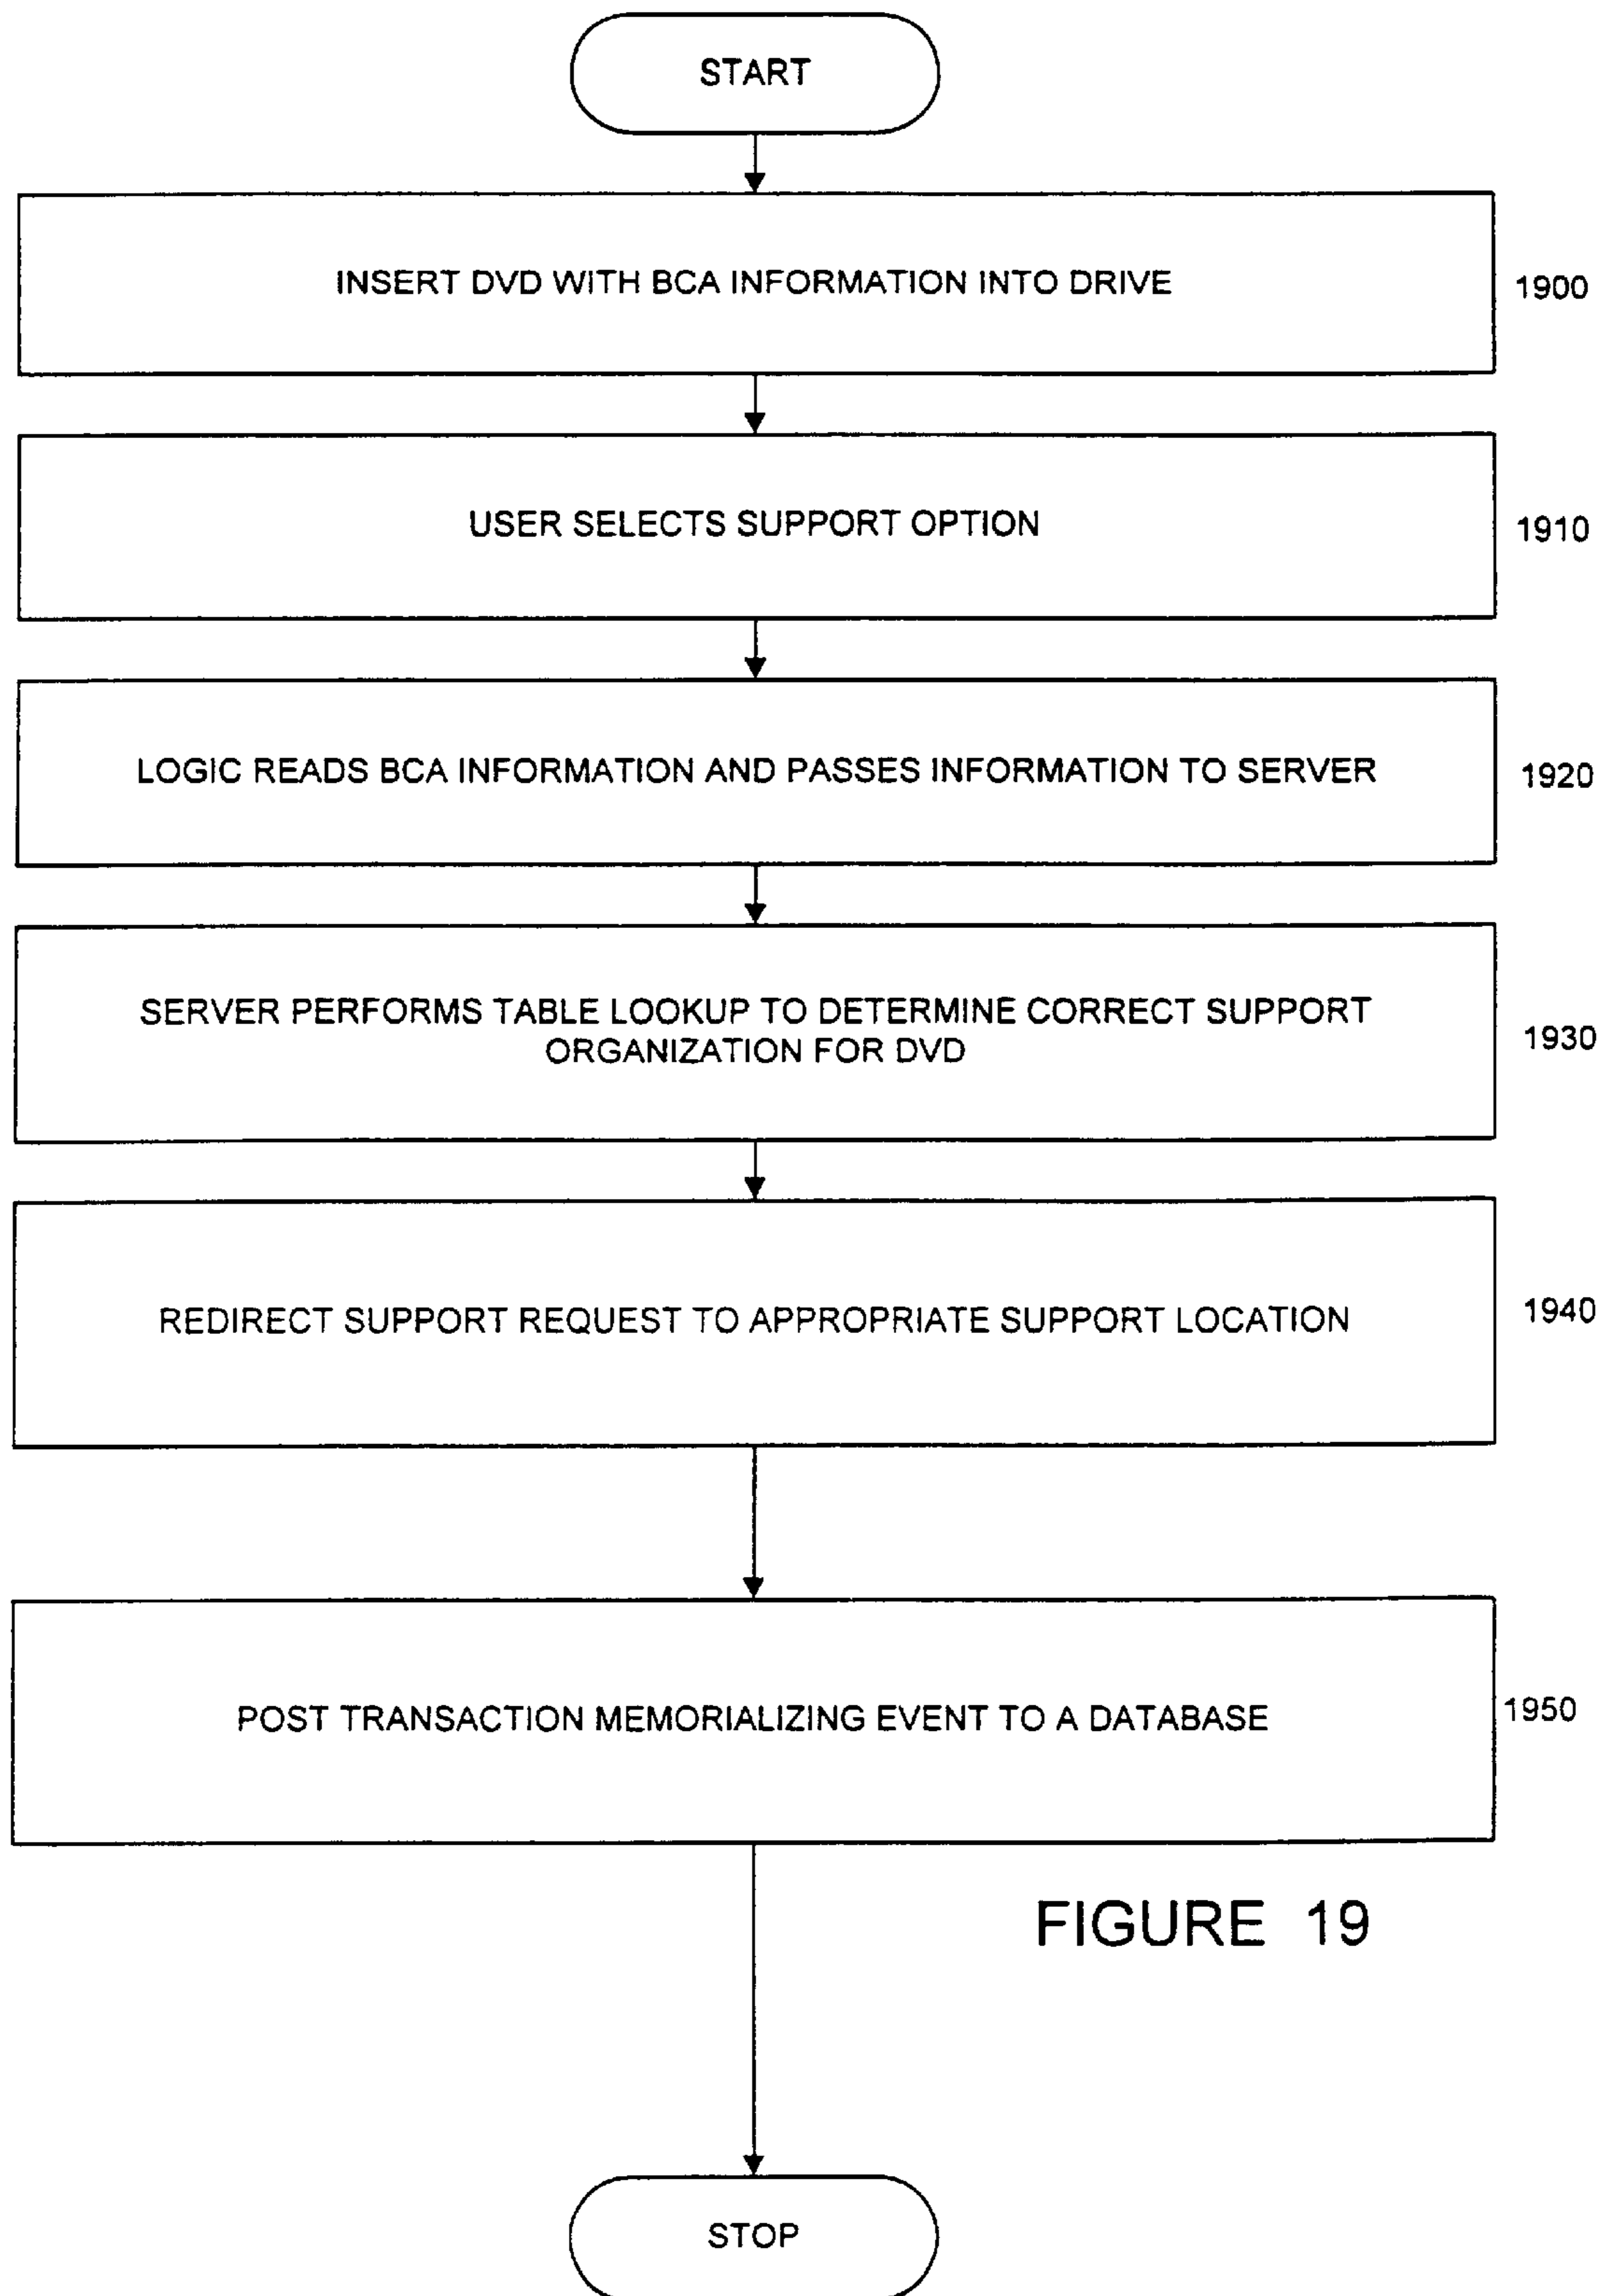 START
INSERT DVD WITH BCA INFORMATION INTO DRIVE
1900
USER SELECTS SUPPORT OPTION
1910
LOGIC READS BCA INFORMATION AND PASSES INFORMATION TO SERVER
1920
SERVER PERFORMS TABLE LOOKUP TO DETERMINE CORRECT SUPPORT
ORGANIZATION FOR DVD
1930
REDIRECT SUPPORT REQUEST TO APPROPRIATE SUPPORT LOCATION
1940
POST TRANSACTION MEMORIALIZING EVENT TO A DATABASE
1950
FIGURE 19
STOP